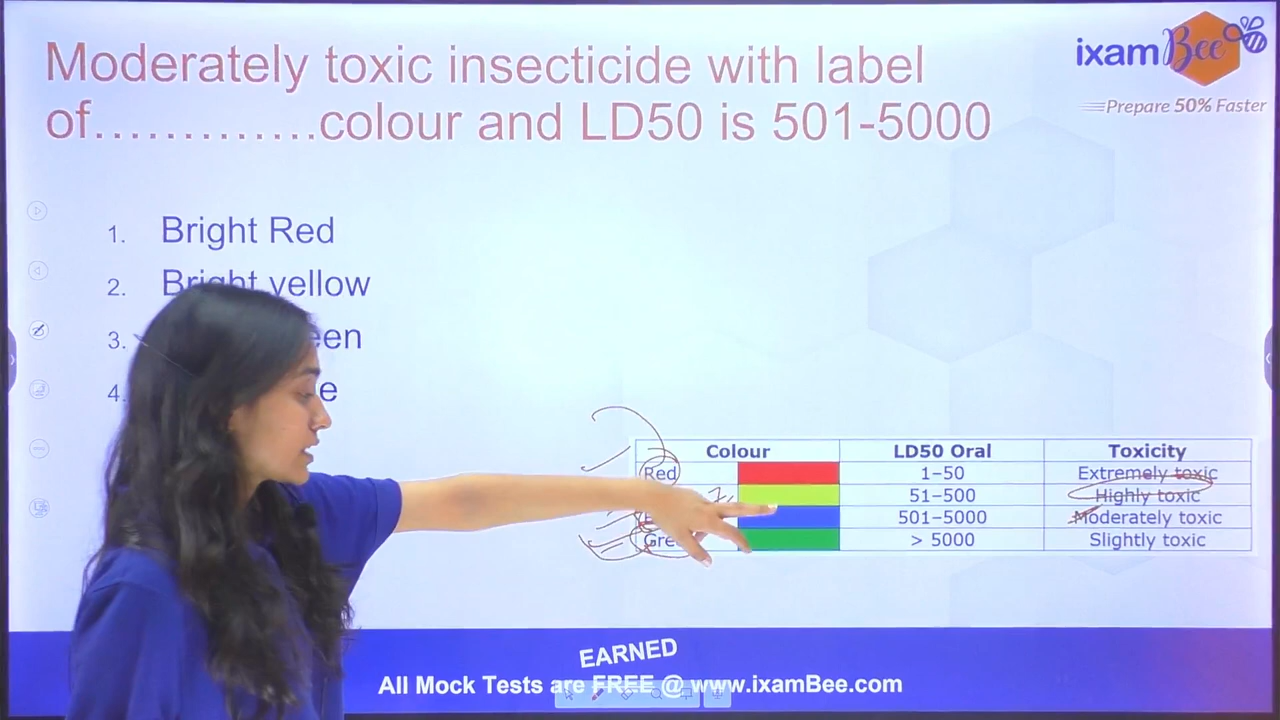 Moderately toxic insecticide with label
of.............colour and LD50 is 501-5000
ixamBee
Prepare 50% Faster
1. Bright Red
2. Bright yellow
3.
4.
Colour LD50 Oral Toxicity
Red 1–50 Extremely toxic
51–500 Highly toxic
501–5000 Moderately toxic
> 5000 Slightly toxic
EARNED
All Mock Tests are FREE @ www.ixamBee.com